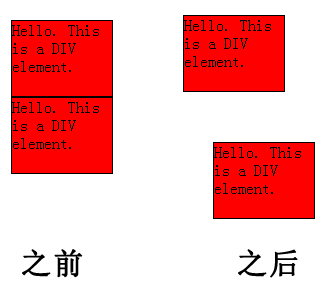 Hello. This
is a DIV
element.
Hello. This
is a DIV
element.
之前
Hello. This
is a DIV
element.
Hello. This
is a DIV
element.
之后